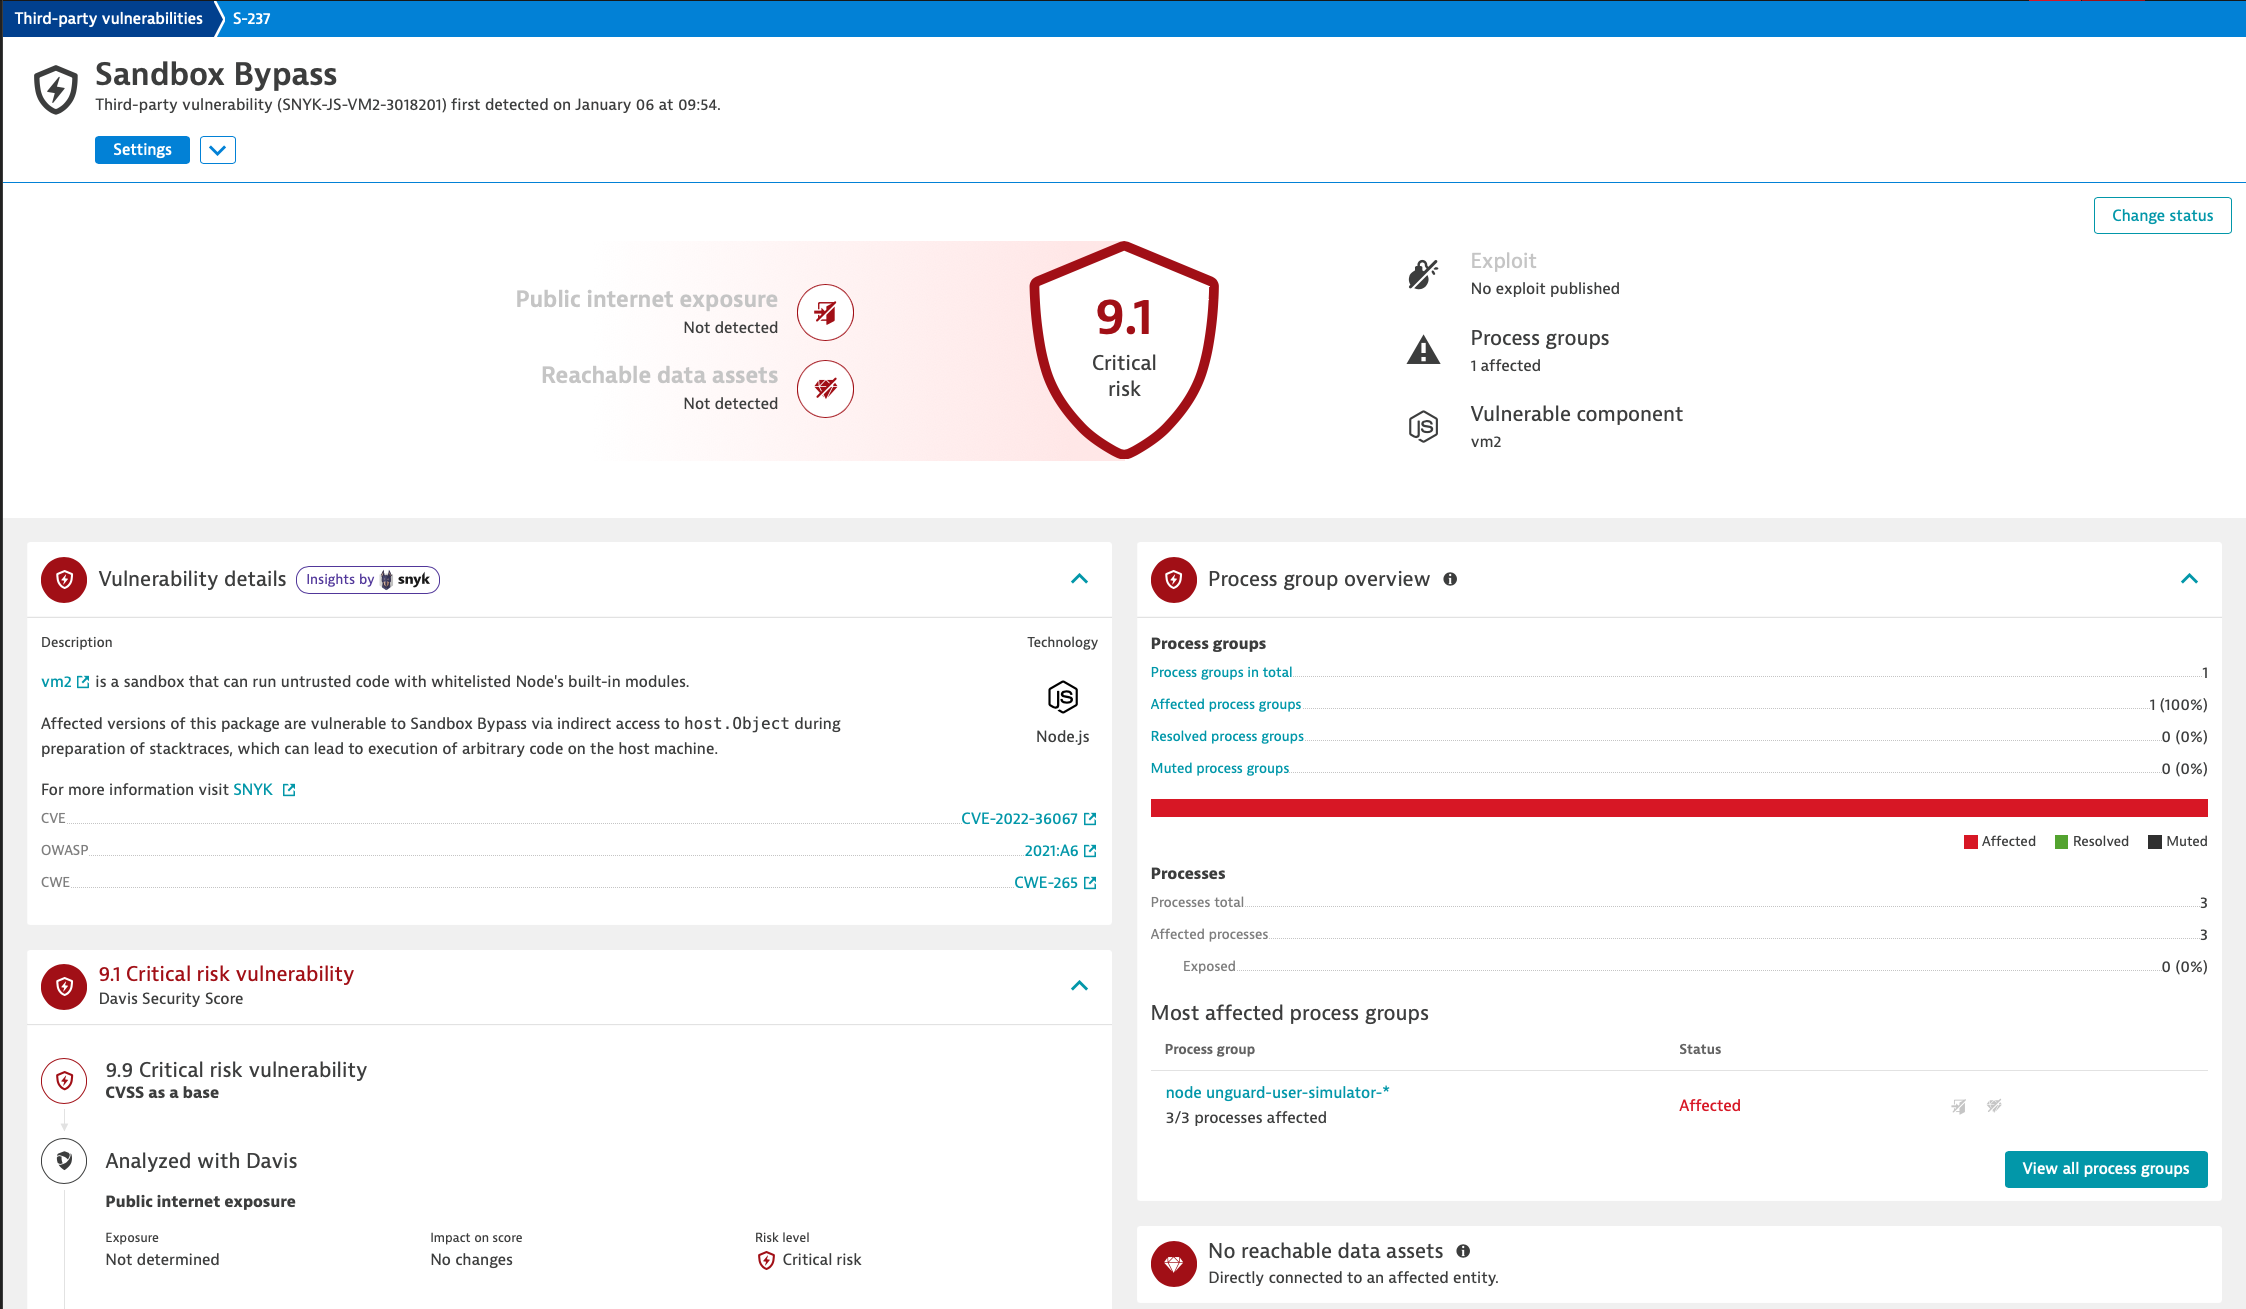 Third-party vulnerabilities S-237
Sandbox Bypass
Third-party vulnerability (SNYK-JS-VM2-3018201) first detected on January 06 at 09:54.
Settings
Change status
Public internet exposure
Not detected
Reachable data assets
Not detected
9.1
Critical
risk
Exploit
No exploit published
Process groups
1 affected
Vulnerable component
vm2
Vulnerability details Insights by snyk
Description Technology
vm2 is a sandbox that can run untrusted code with whitelisted Node's built-in modules.
Affected versions of this package are vulnerable to Sandbox Bypass via indirect access to host.Object during
preparation of stacktraces, which can lead to execution of arbitrary code on the host machine.
JS
Node.js
For more information visit SNYK
CVE CVE-2022-36067
OWASP 2021:A6
CWE CWE-265
9.1 Critical risk vulnerability
Davis Security Score
9.9 Critical risk vulnerability
CVSS as a base
Analyzed with Davis
Public internet exposure
Exposure Impact on score Risk level
Not determined No changes Critical risk
Process group overview
Process groups
Process groups in total 1
Affected process groups 1 (100%)
Resolved process groups 0 (0%)
Muted process groups 0 (0%)
Affected Resolved Muted
Processes
Processes total 3
Affected processes 3
Exposed 0 (0%)
Most affected process groups
Process group Status
node unguard-user-simulator-*
3/3 processes affected
Affected
View all process groups
No reachable data assets
Directly connected to an affected entity.